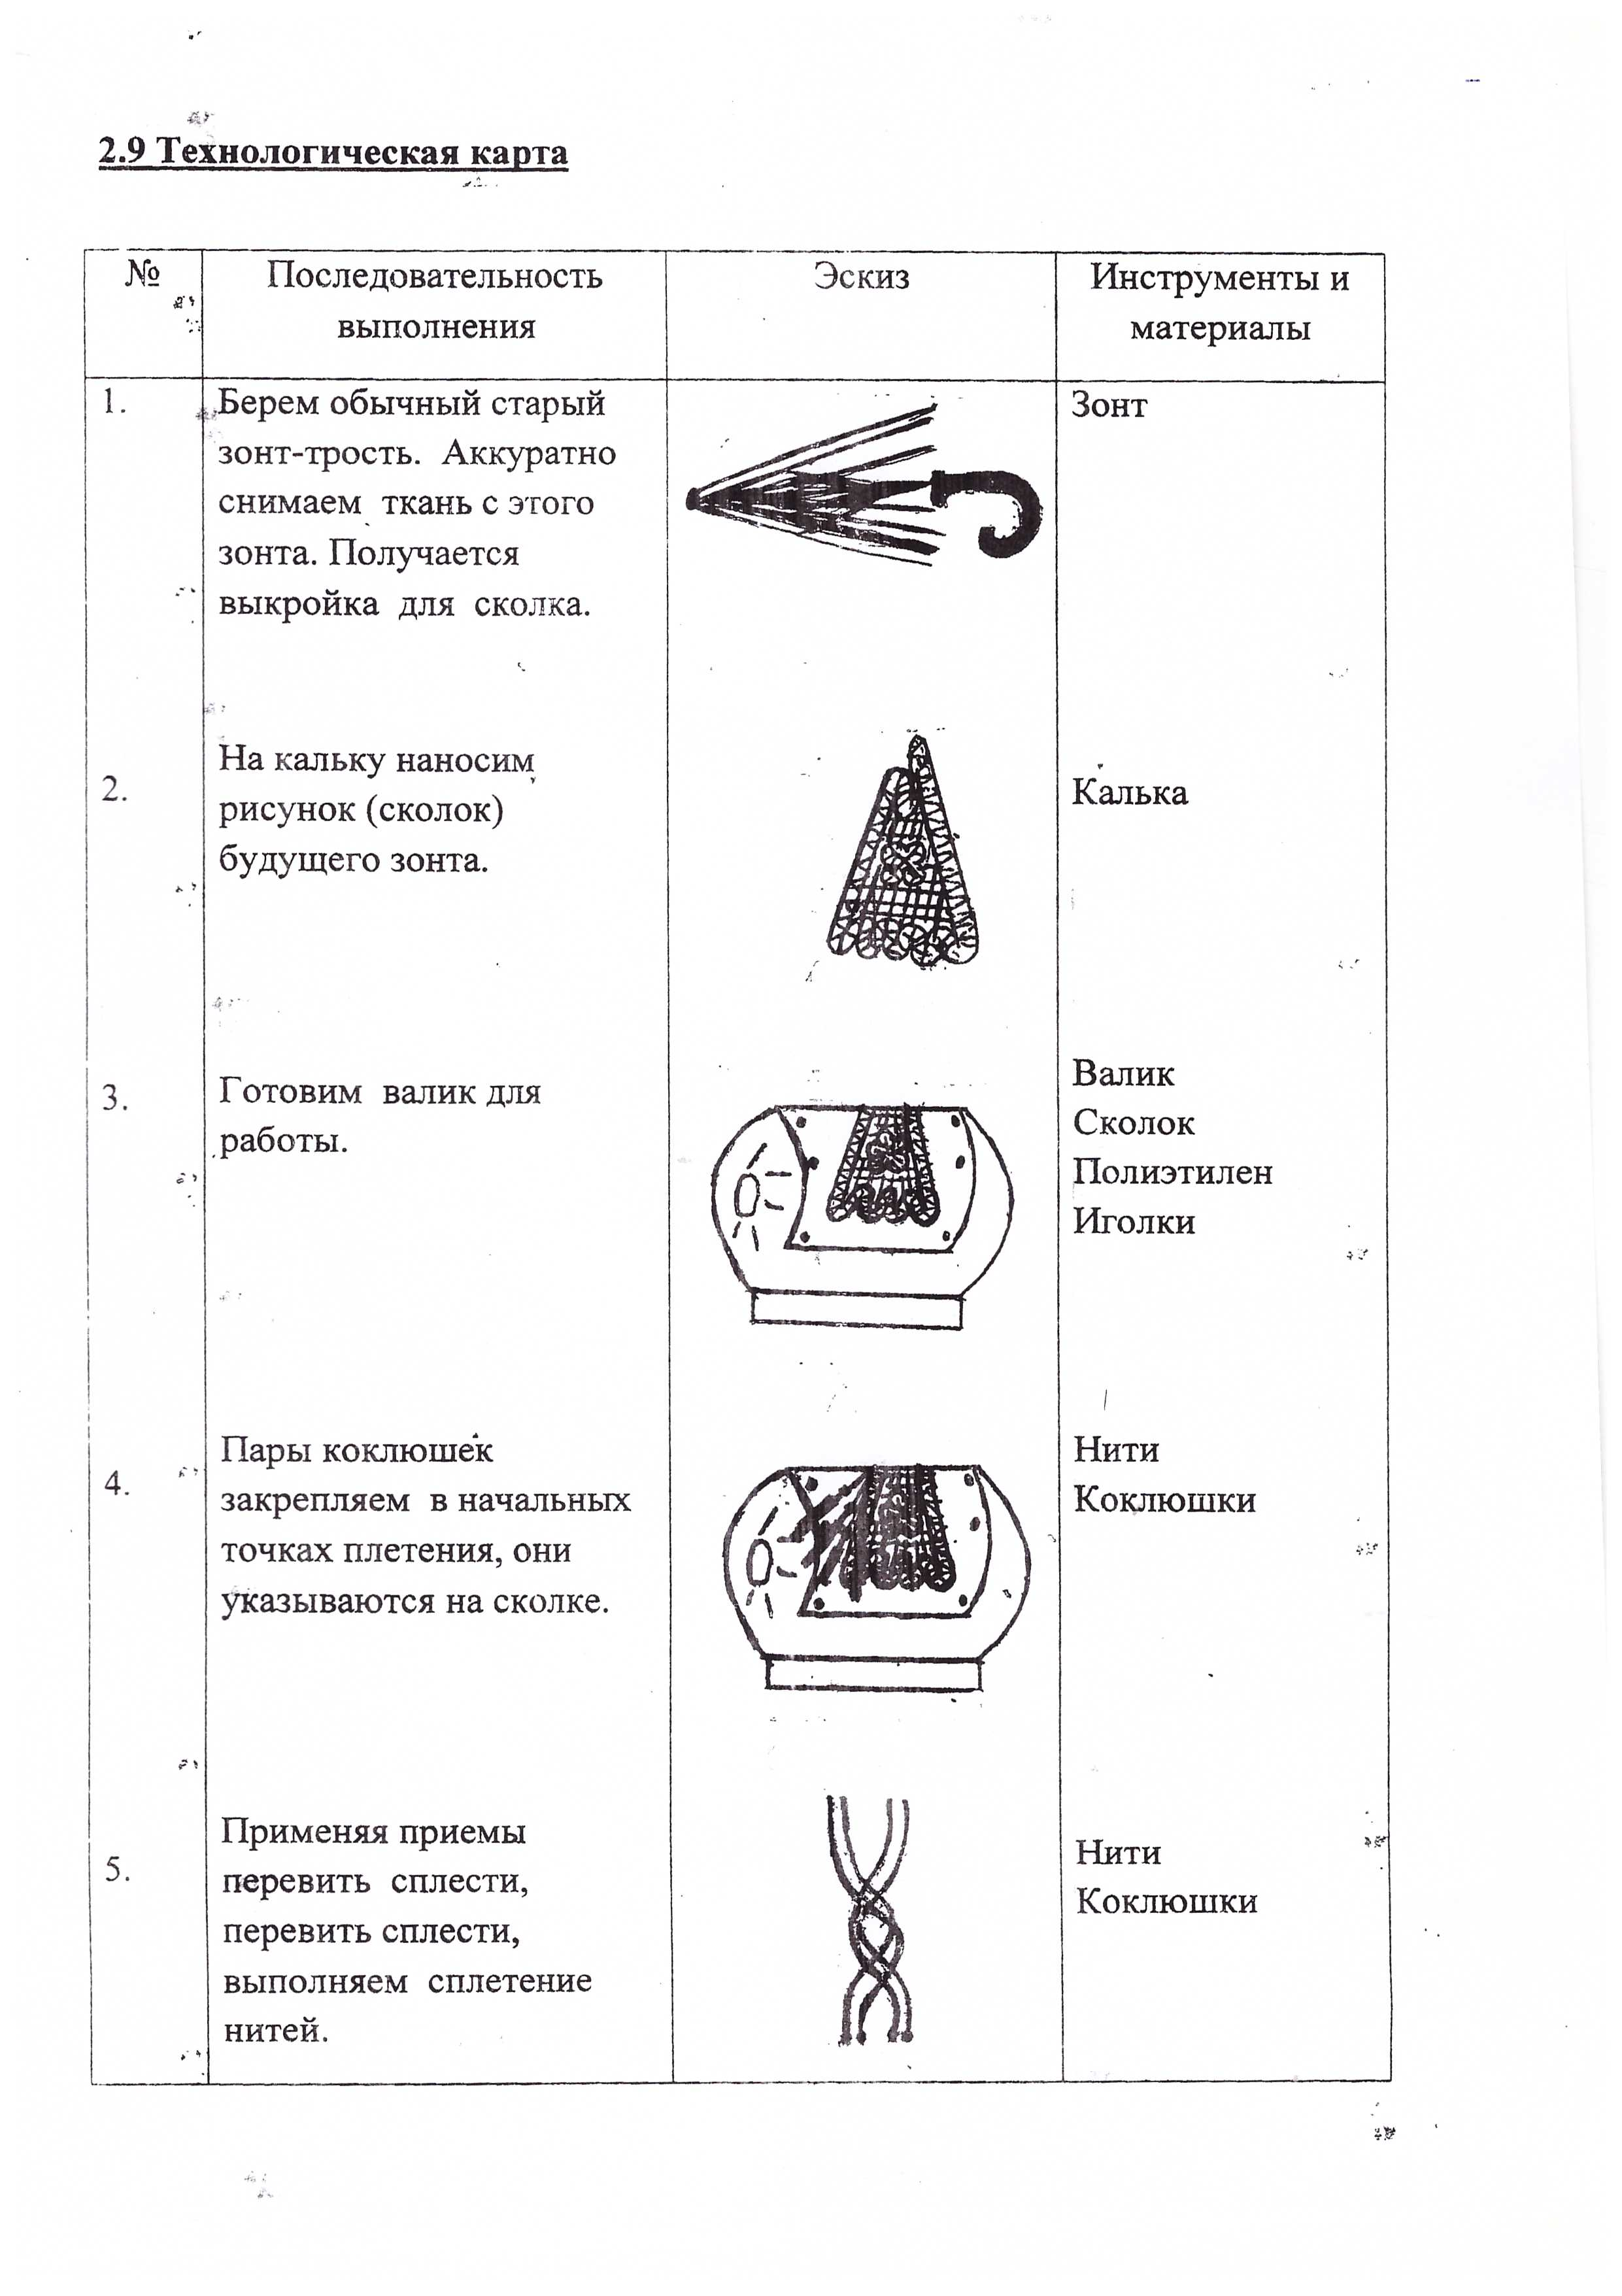 2.9 Технологическая карта
№
Последовательность
выполнения
Эскиз
Инструменты и
материалы
1.
Берем обычный старый
зонт-трость. Аккуратно
снимаем ткань с этого
зонта. Получается
выкройка для сколка.
Зонт
2.
На кальку наносим
рисунок (сколок)
будущего зонта.
Калька
3.
Готовим валик для
работы.
Валик
Сколок
Полиэтилен
Иголки
4.
Пары коклюшек
закрепляем в начальных
точках плетения, они
указываются на сколке.
Нити
Коклюшки
5.
Применяя приемы
перевить сплести,
перевить сплести,
выполняем сплетение
нитей.
Нити
Коклюшки